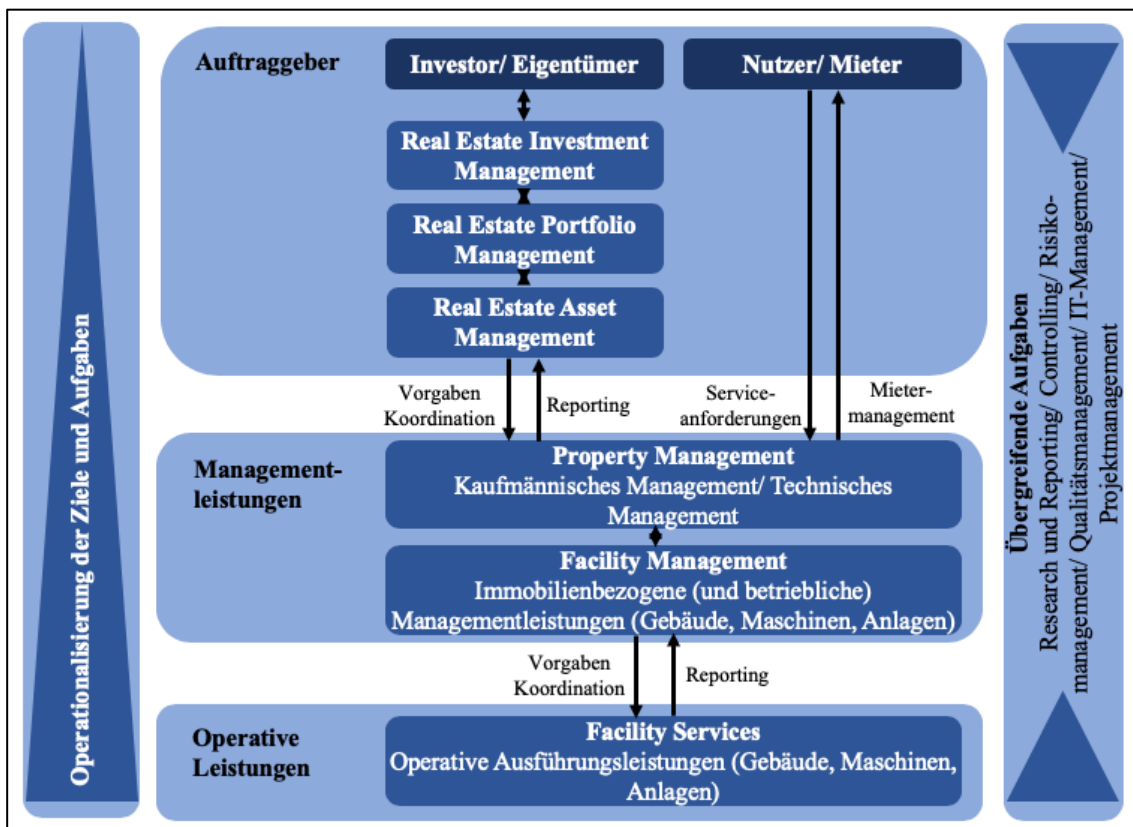 Operationalisierung der Ziele und Aufgaben
Auftraggeber
Investor/ Eigentümer
Nutzer/ Mieter
Real Estate Investment
Management
Real Estate Portfolio
Management
Real Estate Asset
Management
Vorgaben
Koordination
Reporting
Service-
anforderungen
Mieter-
management
Management-
leistungen
Property Management
Kaufmännisches Management/ Technisches
Management
Facility Management
Immobilienbezogene (und betriebliche)
Managementleistungen (Gebäude, Maschinen, Anlagen)
Vorgaben
Koordination
Reporting
Operative
Leistungen
Facility Services
Operative Ausführungsleistungen (Gebäude, Maschinen,
Anlagen)
Übergreifende Aufgaben
Research und Reporting/ Controlling/ Risiko-
management/ Qualitätsmanagement/ IT-Management/
Projektmanagement